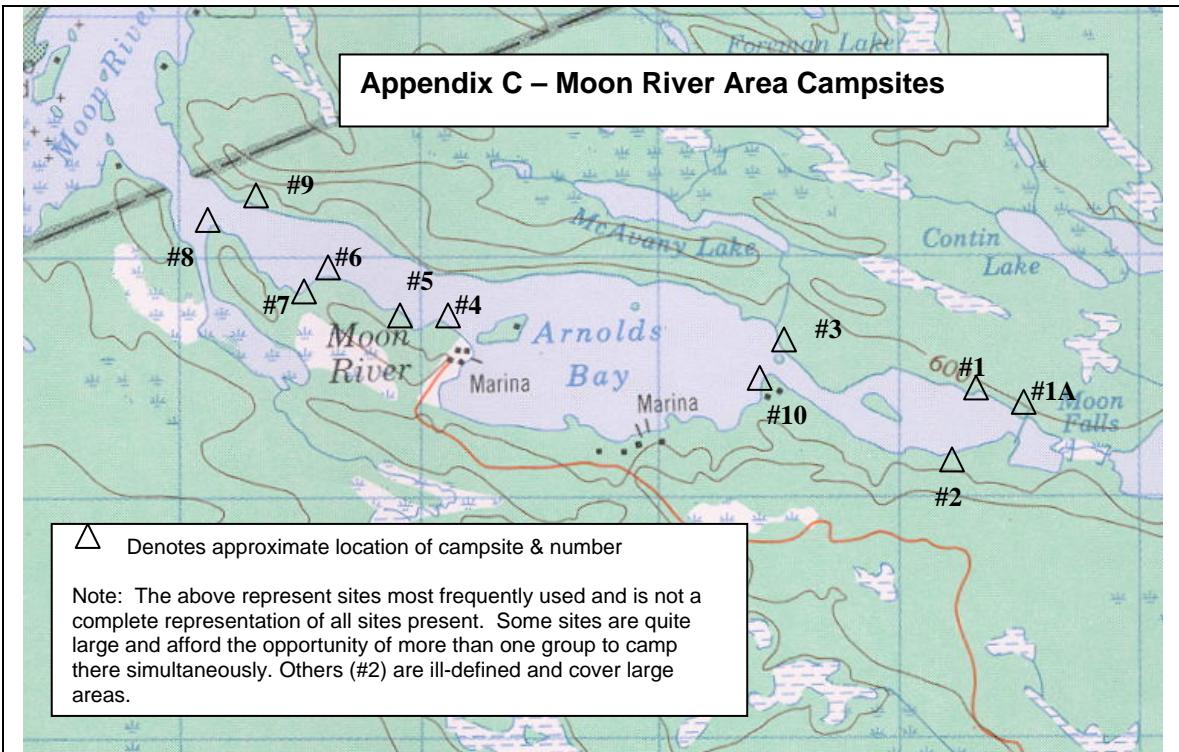 Foreman Lake
Appendix C – Moon River Area Campsites
Moon River
#9
McAvany Lake
#8
#6
Contin
Lake
#7
#5
#4
Moon
River
Arnolds
Bay
#3
Marina
Marina
#10
600
#1
#1A
Moon
Falls
#2
Denotes approximate location of campsite & number
Note: The above represent sites most frequently used and is not a
complete representation of all sites present. Some sites are quite
large and afford the opportunity of more than one group to camp
there simultaneously. Others (#2) are ill-defined and cover large
areas.